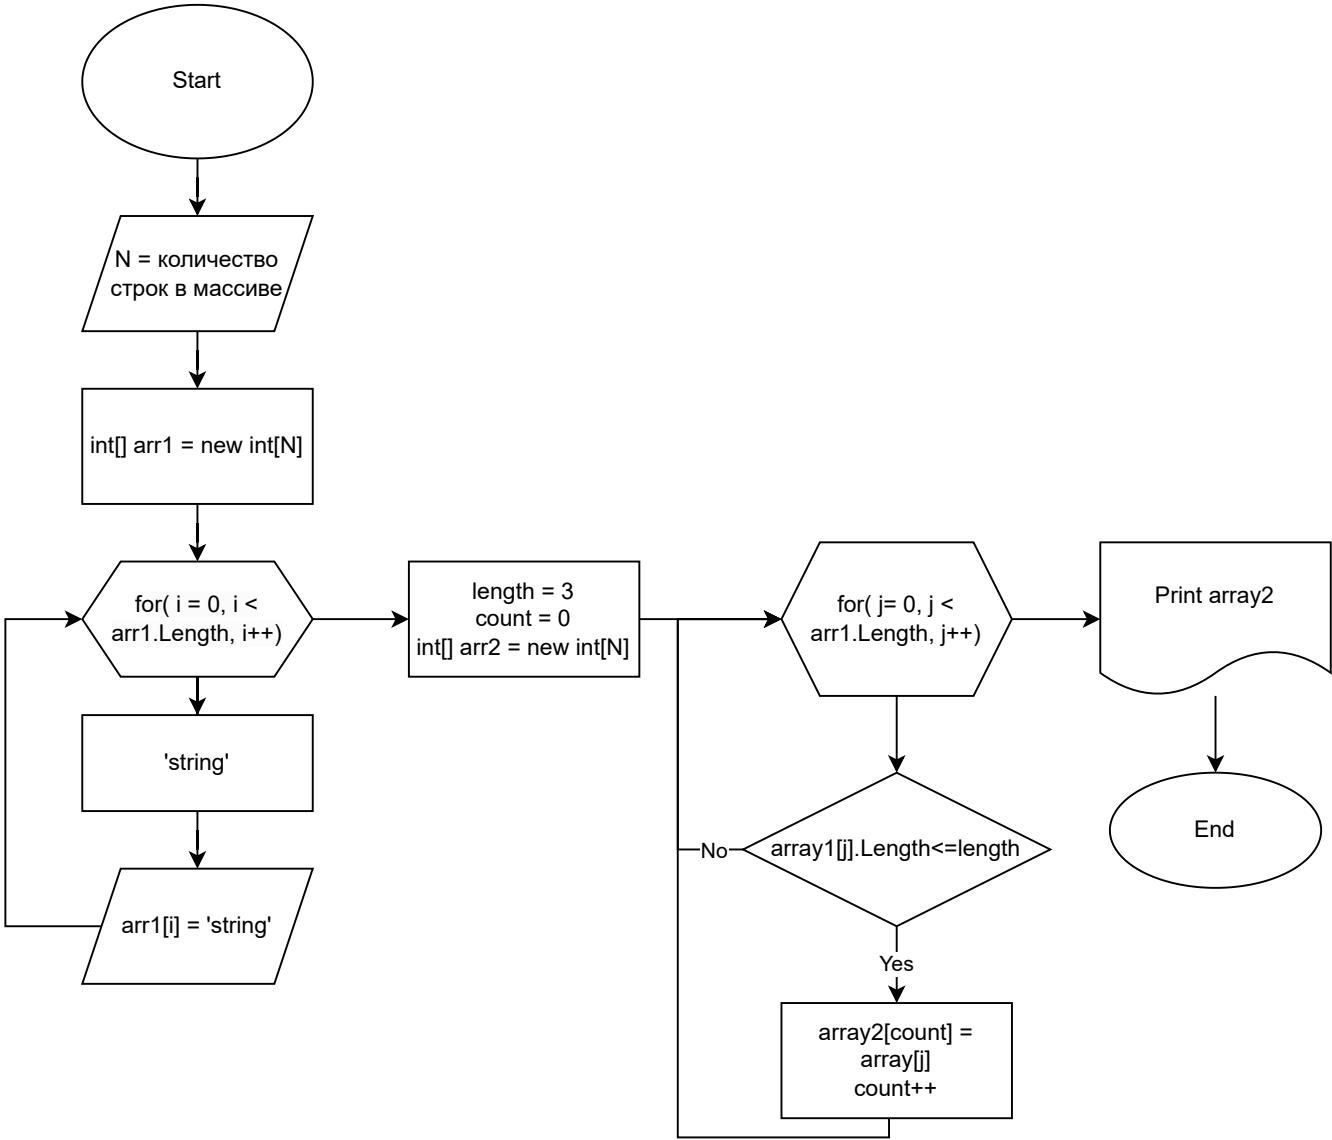 Start
N = количество
строк в массиве
int[] arr1 = new int[N]
for( i = 0, i <
arr1.Length, i++)
'string'
arr1[i] = 'string'
length = 3
count = 0
int[] arr2 = new int[N]
for( j= 0, j <
arr1.Length, j++)
array1[j].Length<=length
No
Yes
array2[count] =
array[j]
count++
Print array2
End